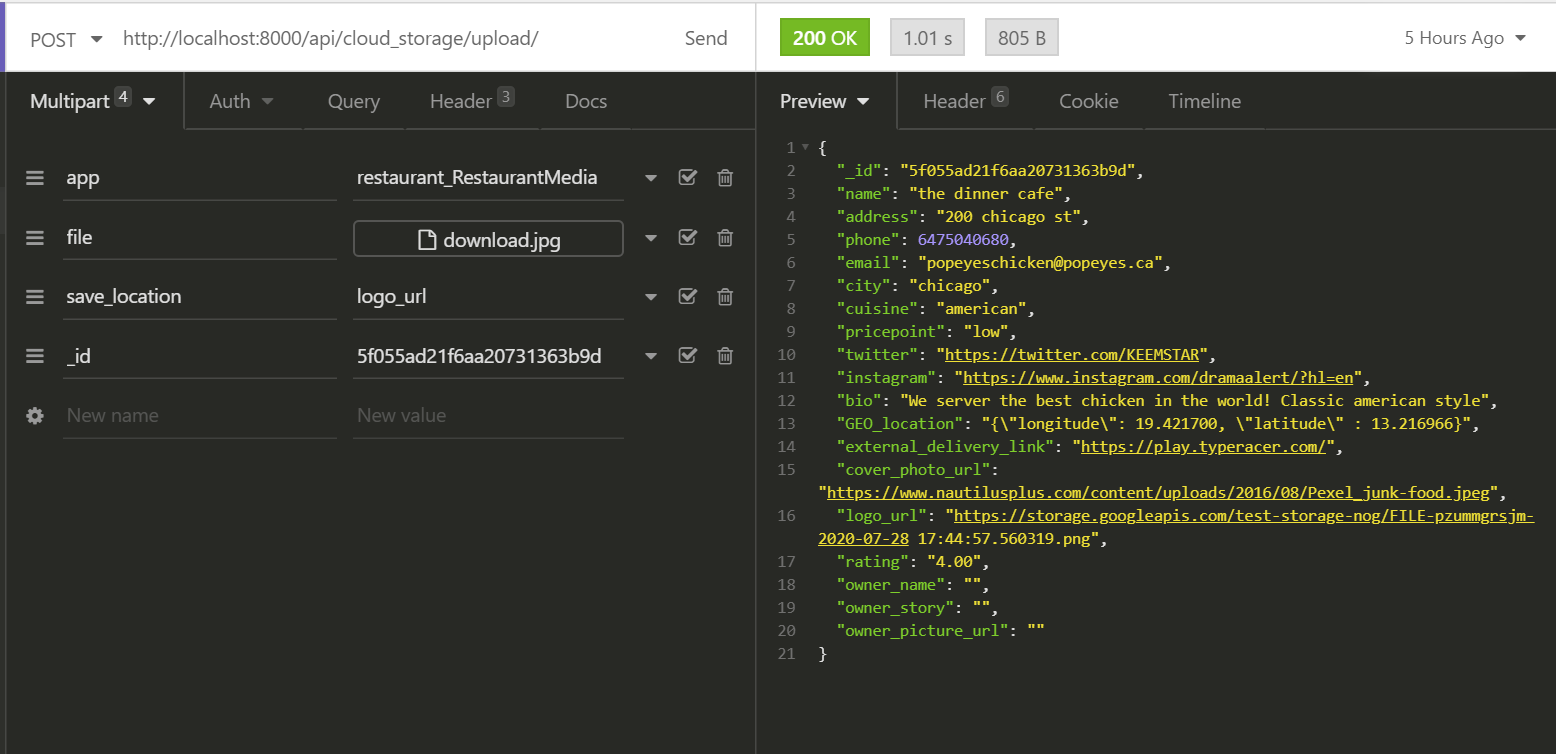 POST http://localhost:8000/api/cloud_storage/upload/ Send
200 OK 1.01 s 805 B 5 Hours Ago
Multipart 4 Auth Query Header 3 Docs
Preview Header 6 Cookie Timeline
app restaurant_RestaurantMedia
file download.jpg
save_location logo_url
_id 5f055ad21f6aa20731363b9d
New name New value
1 {
2 "_id": "5f055ad21f6aa20731363b9d",
3 "name": "the dinner cafe",
4 "address": "200 chicago st",
5 "phone": 6475040680,
6 "email": "popeyeschicken@popeyes.ca",
7 "city": "chicago",
8 "cuisine": "american",
9 "pricepoint": "low",
10 "twitter": "https://twitter.com/KEEMSTAR",
11 "instagram": "https://www.instagram.com/dramaalert/?hl=en",
12 "bio": "We server the best chicken in the world! Classic american style",
13 "GEO_location": "{\"longitude\": 19.421700, \"latitude\" : 13.216966}",
14 "external_delivery_link": "https://play.typeracer.com/",
15 "cover_photo_url":
"https://www.nautilusplus.com/content/uploads/2016/08/Pexel_junk-food.jpeg",
16 "logo_url": "https://storage.googleapis.com/test-storage-nog/FILE-pzummgrsjm-
2020-07-28 17:44:57.560319.png",
17 "rating": "4.00",
18 "owner_name": "",
19 "owner_story": "",
20 "owner_picture_url": ""
21 }